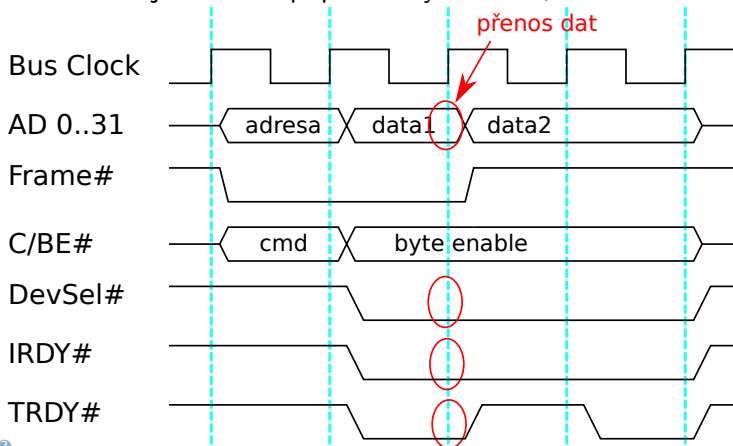 přenos dat
Bus Clock
AD 0..31 adresa data1 data2
Frame#
C/BE# cmd byte enable
DevSel#
IRDY#
TRDY#